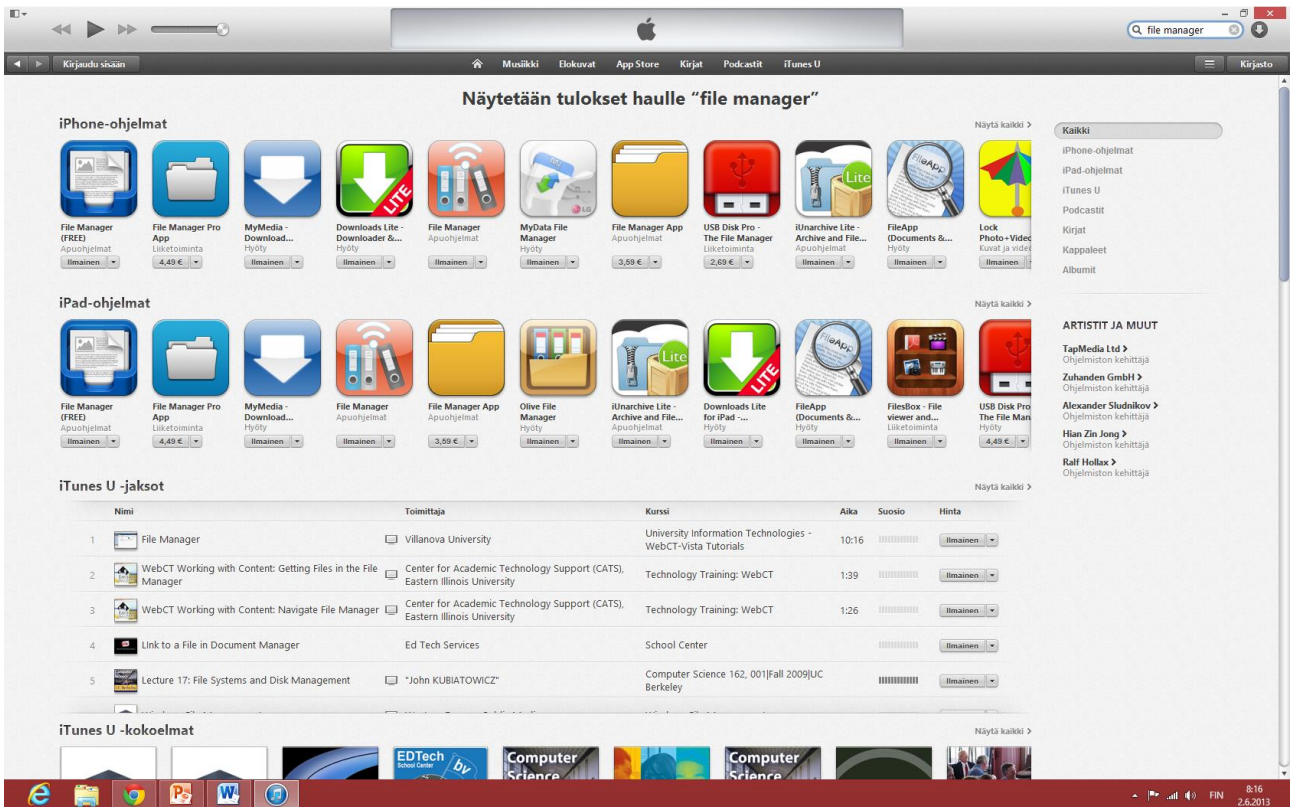 file manager
Kirjaudu sisään
Musiikki Elokuvat App Store Kirjat Podcastit iTunes U
Kirjasto
Näytetään tulokset haulle “file manager”
iPhone-ohjelmat
Näytä kaikki >
LITE
Lite
FileApp
LG
File Manager (FREE)
Apuohjelmat
Ilmainen
File Manager Pro App
Liiketoiminta
4,49 €
MyMedia - Download...
Hyöty
Ilmainen
Downloads Lite - Downloader &...
Hyöty
Ilmainen
File Manager
Apuohjelmat
Ilmainen
MyData File Manager
Hyöty
Ilmainen
File Manager App
Apuohjelmat
3,59 €
USB Disk Pro - The File Manager
Liiketoiminta
2,69 €
iUnarchive Lite - Archive and File...
Apuohjelmat
Ilmainen
FileApp (Documents &...
Hyöty
Ilmainen
Lock Photo+Video
Kuvat ja video
Ilmainen
iPad-ohjelmat
Näytä kaikki >
Lite
LITE
FileApp
File Manager (FREE)
Apuohjelmat
Ilmainen
File Manager Pro App
Liiketoiminta
4,49 €
MyMedia - Download...
Hyöty
Ilmainen
File Manager
Apuohjelmat
Ilmainen
File Manager App
Apuohjelmat
3,59 €
Olive File Manager
Hyöty
Ilmainen
iUnarchive Lite - Archive and File...
Apuohjelmat
Ilmainen
Downloads Lite for iPad -...
Hyöty
Ilmainen
FileApp (Documents &...
Hyöty
Ilmainen
FilesBox - File viewer and...
Liiketoiminta
Ilmainen
USB Disk Pro The File Man
Hyöty
4,49 €
iTunes U -jaksot
Näytä kaikki >
Nimi Toimittaja Kurssi Aika Suosio Hinta
1 File Manager Villanova University University Information Technologies - WebCT-Vista Tutorials 10:16 Ilmainen
2 WebCT Working with Content: Getting Files in the File Manager Center for Academic Technology Support (CATS), Eastern Illinois University Technology Training: WebCT 1:39 Ilmainen
3 WebCT Working with Content: Navigate File Manager Center for Academic Technology Support (CATS), Eastern Illinois University Technology Training: WebCT 1:26 Ilmainen
4 LInk to a File in Document Manager Ed Tech Services School Center Ilmainen
5 Lecture 17: File Systems and Disk Management "John KUBIATOWICZ" Computer Science 162, 001|Fall 2009|UC Berkeley Ilmainen
iTunes U -kokoelmat
Näytä kaikki >
EDTech
School Center
bv
Computer
Science
Computer
Science
Kaikki
iPhone-ohjelmat
iPad-ohjelmat
iTunes U
Podcastit
Kirjat
Kappaleet
Albumit
ARTISTIT JA MUUT
TapMedia Ltd >
Ohjelmiston kehittäjä
Zuhanden GmbH >
Ohjelmiston kehittäjä
Alexander Sludnikov >
Ohjelmiston kehittäjä
Hian Zin Jong >
Ohjelmiston kehittäjä
Ralf Hollax >
Ohjelmiston kehittäjä
FIN
8:16
2.6.2013